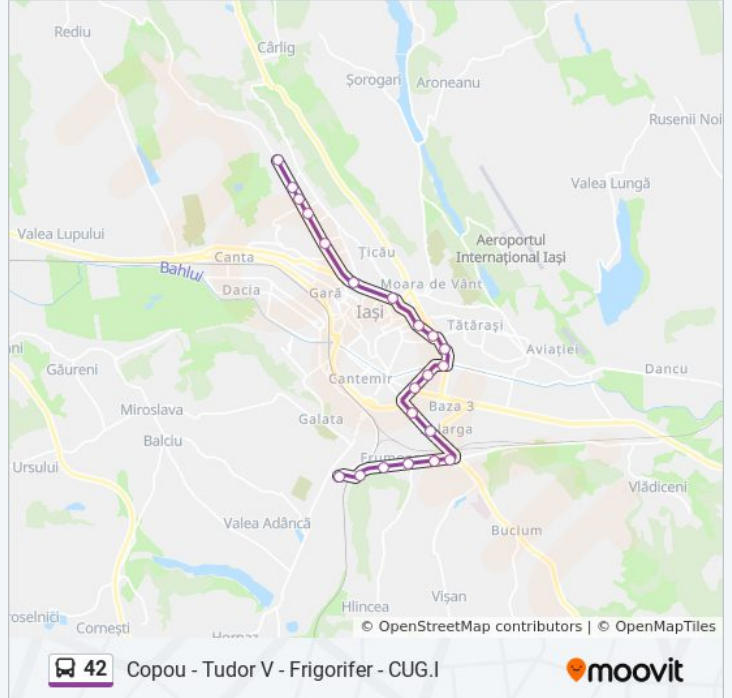 Rediu
Cârlig
Șorogari
Aroneanu
Rusenii Noi
Valea Lungă
Valea Lupului
Țicău
Aeroportul
Internațional Iași
Canta
Bahlui
Dacia
Gară
Moara de Vânt
Iași
Tătărași
Aviației
Dancu
Găureni
Cantemir
Miroslava
Baza 3
Galata
Balciu
Ursului
Vlădiceni
Valea Adâncă
Bucium
Vișan
Hlincea
Cornești
© OpenStreetMap contributors | © OpenMapTiles
42 Copou - Tudor V - Frigorifer - CUG.I
moovit